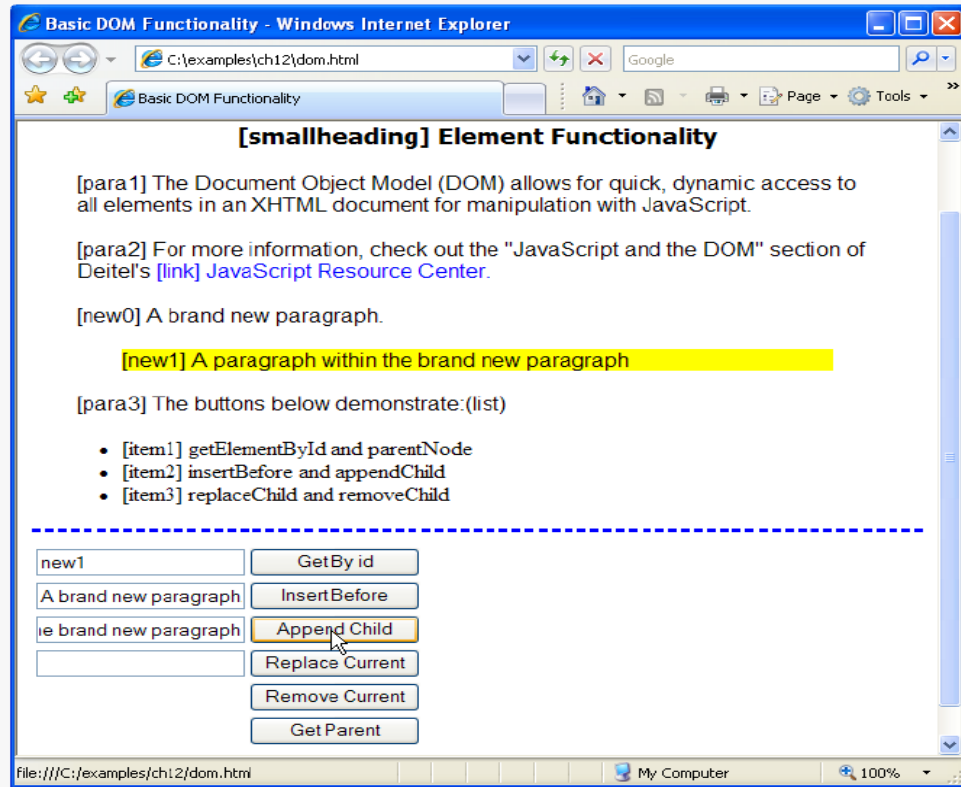 Basic DOM Functionality - Windows Internet Explorer
C:\examples\ch12\dom.html
Google
Basic DOM Functionality
Page
Tools
»
[smallheading] Element Functionality
[para1] The Document Object Model (DOM) allows for quick, dynamic access to
all elements in an XHTML document for manipulation with JavaScript.
[para2] For more information, check out the "JavaScript and the DOM" section of
Deitel's [link] JavaScript Resource Center.
[new0] A brand new paragraph.
[new1] A paragraph within the brand new paragraph
[para3] The buttons below demonstrate:(list)
• [item1] getElementById and parentNode
• [item2] insertBefore and appendChild
• [item3] replaceChild and removeChild
new1 Get By id
A brand new paragraph Insert Before
ne brand new paragraph Append Child
Replace Current
Remove Current
Get Parent
file:///C:/examples/ch12/dom.html My Computer 100%